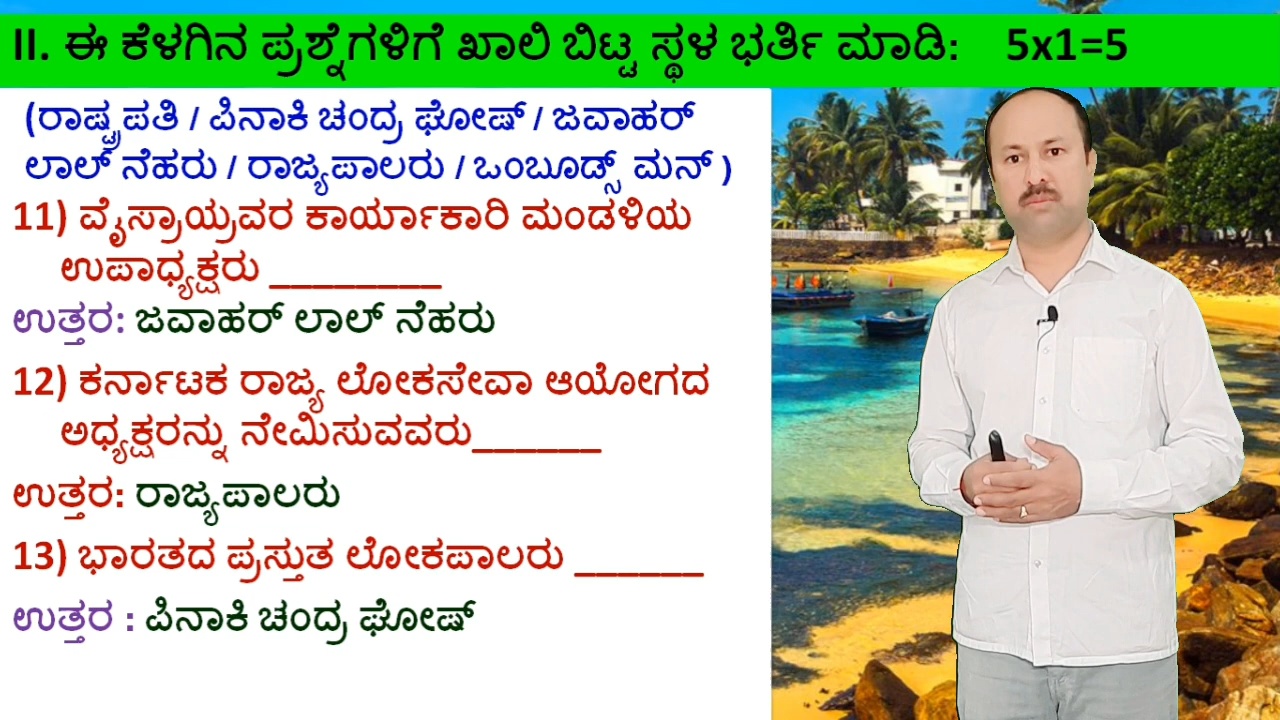 II. ಈ ಕೆಳಗಿನ ಪ್ರಶ್ನೆಗಳಿಗೆ ಖಾಲಿ ಬಿಟ್ಟ ಸ್ಥಳ ಭರ್ತಿ ಮಾಡಿ: 5x1=5
(ರಾಷ್ಟ್ರಪತಿ / ಪಿನಾಕಿ ಚಂದ್ರ ಘೋಷ್ / ಜವಾಹರ್
ಲಾಲ್ ನೆಹರು / ರಾಜ್ಯಪಾಲರು / ಒಂಬೂಡ್ಸ್ ಮನ್ )
11) ವೈಸ್ರಾಯ್ರವರ ಕಾರ್ಯಾಕಾರಿ ಮಂಡಳಿಯ
ಉಪಾಧ್ಯಕ್ಷರು ________
ಉತ್ತರ: ಜವಾಹರ್ ಲಾಲ್ ನೆಹರು
12) ಕರ್ನಾಟಕ ರಾಜ್ಯ ಲೋಕಸೇವಾ ಆಯೋಗದ
ಅಧ್ಯಕ್ಷರನ್ನು ನೇಮಿಸುವವರು______
ಉತ್ತರ: ರಾಜ್ಯಪಾಲರು
13) ಭಾರತದ ಪ್ರಸ್ತುತ ಲೋಕಪಾಲರು ______
ಉತ್ತರ : ಪಿನಾಕಿ ಚಂದ್ರ ಘೋಷ್